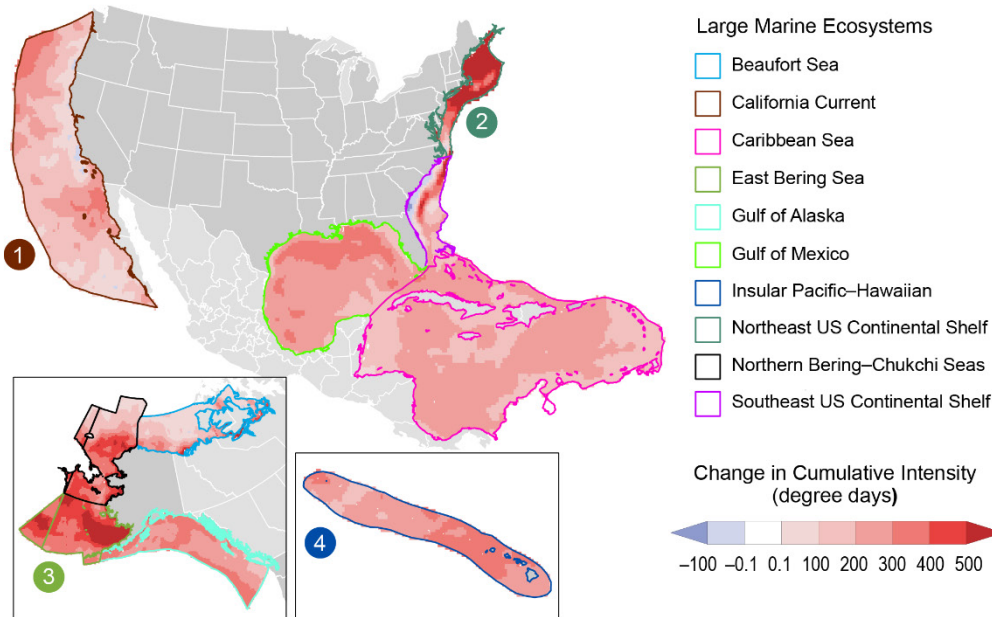 Large Marine Ecosystems
Beaufort Sea
California Current
Caribbean Sea
East Bering Sea
Gulf of Alaska
Gulf of Mexico
Insular Pacific–Hawaiian
Northeast US Continental Shelf
Northern Bering–Chukchi Seas
Southeast US Continental Shelf
Change in Cumulative Intensity
(degree days)
–100 –0.1 0.1 100 200 300 400 500
1
2
3
4